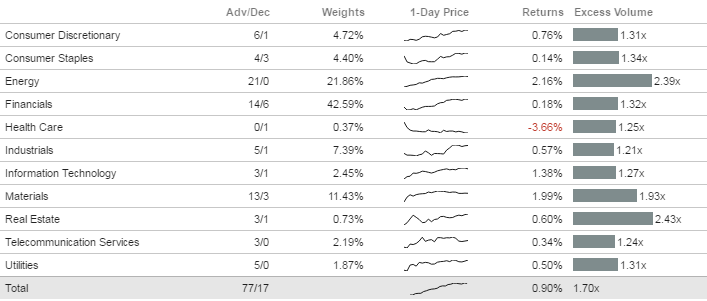 Adv/Dec Weights 1-Day Price Returns Excess Volume
Consumer Discretionary 6/1 4.72% 0.76% 1.31x
Consumer Staples 4/3 4.40% 0.14% 1.34x
Energy 21/0 21.86% 2.16% 2.39x
Financials 14/6 42.59% 0.18% 1.32x
Health Care 0/1 0.37% -3.66% 1.25x
Industrials 5/1 7.39% 0.57% 1.21x
Information Technology 3/1 2.45% 1.38% 1.27x
Materials 13/3 11.43% 1.99% 1.93x
Real Estate 3/1 0.73% 0.60% 2.43x
Telecommunication Services 3/0 2.19% 0.34% 1.24x
Utilities 5/0 1.87% 0.50% 1.31x
Total 77/17 0.90% 1.70x